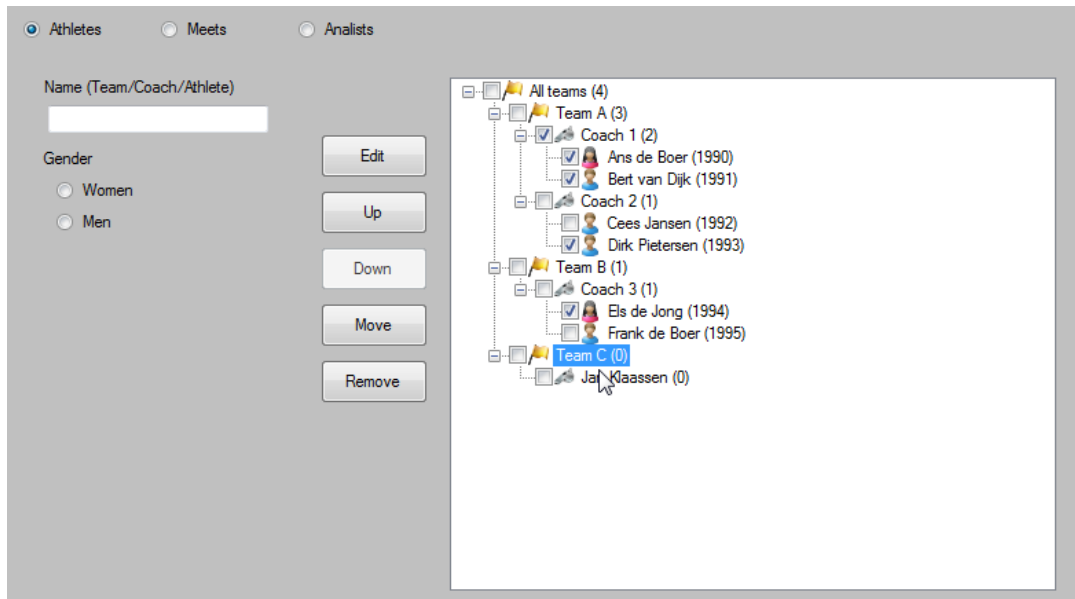 Athletes Meets Analists
Name (Team/Coach/Athlete)
Gender
Women
Men
Edit
Up
Down
Move
Remove
All teams (4)
Team A (3)
Coach 1 (2)
Ans de Boer (1990)
Bert van Dijk (1991)
Coach 2 (1)
Cees Jansen (1992)
Dirk Pietersen (1993)
Team B (1)
Coach 3 (1)
Els de Jong (1994)
Frank de Boer (1995)
Team C (0)
Jan Klaassen (0)